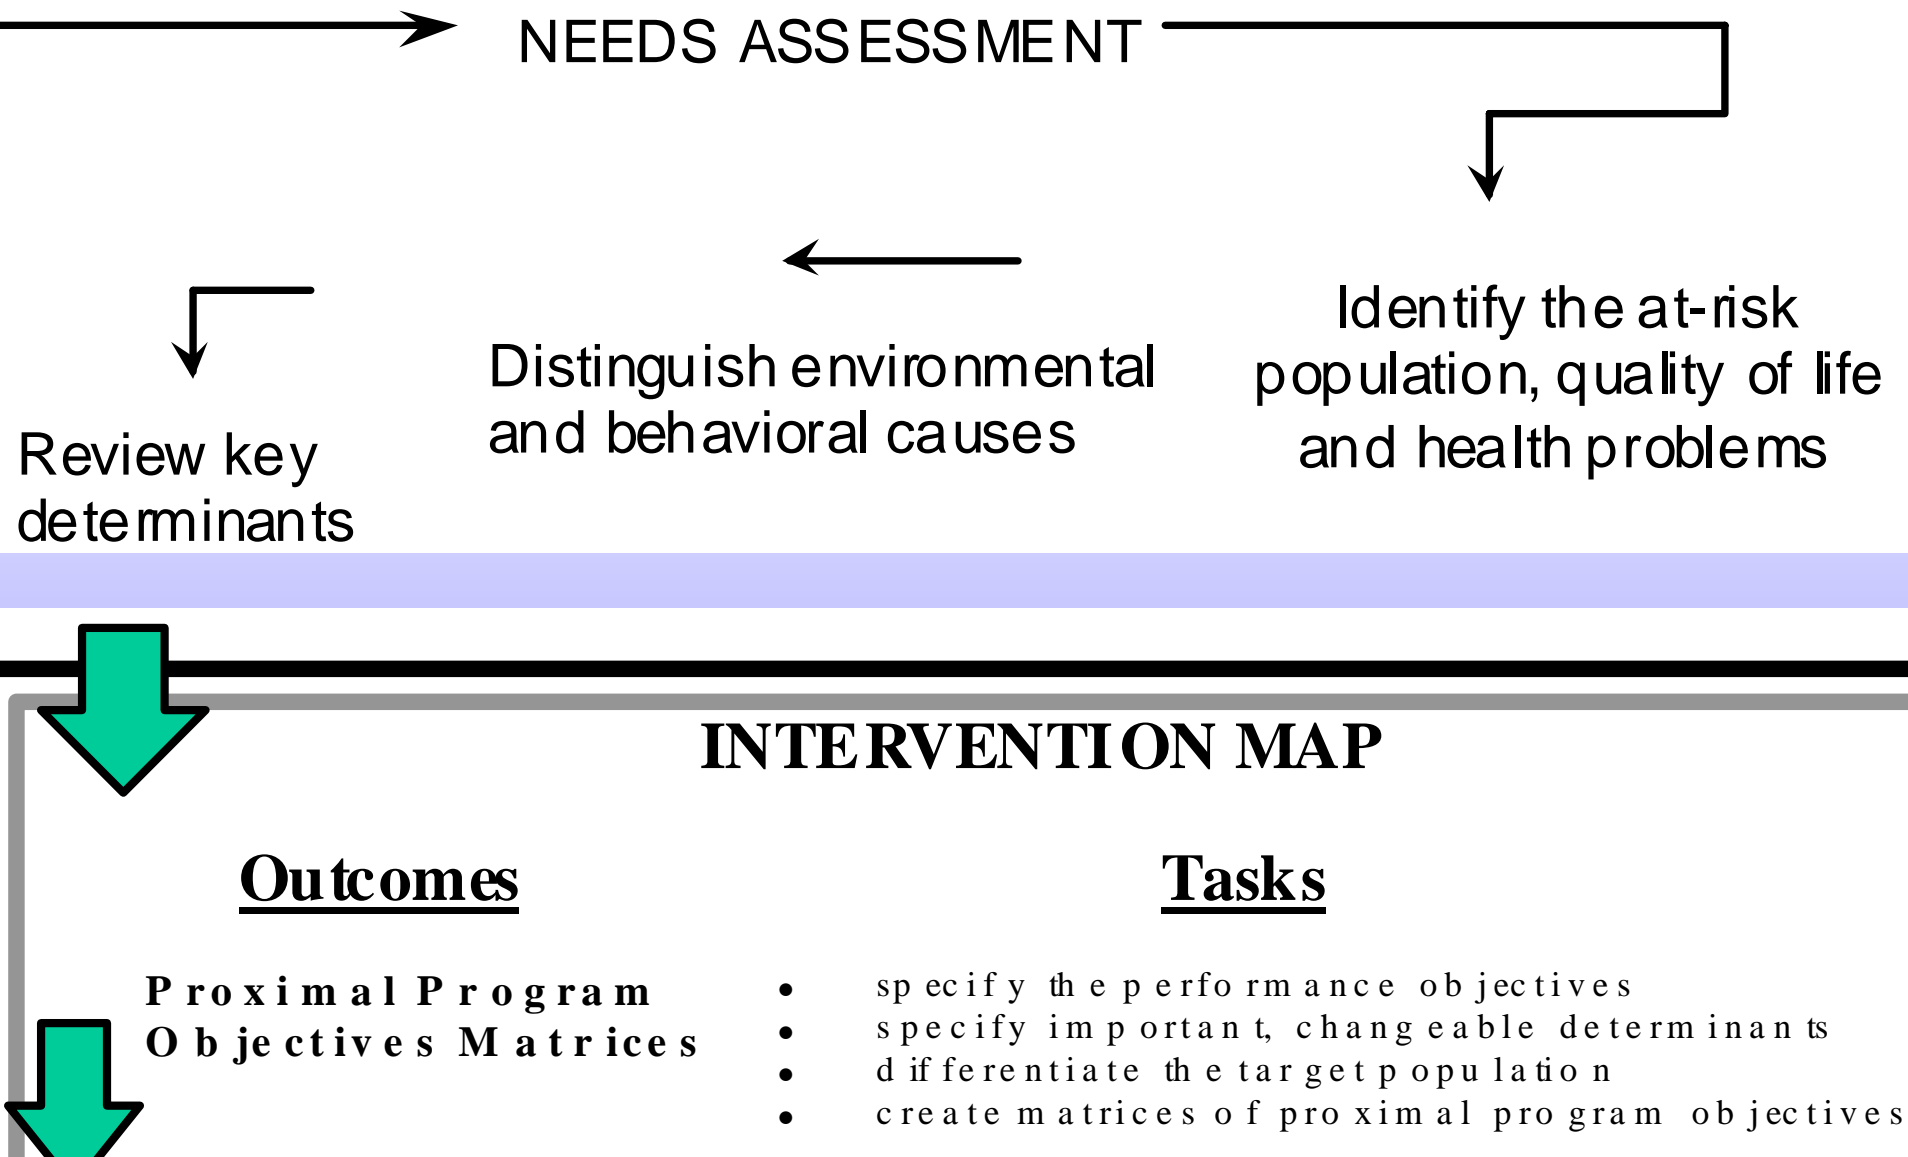 NEEDS ASSESSMENT
Identify the at-risk
population, quality of life
and health problems
Distinguish environmental
and behavioral causes
Review key
determinants
INTERVENTION MAP
Outcomes
Tasks
Proximal Program
Objectives Matrices
• specify the performance objectives
• specify important, changeable determinants
• differentiate the target population
• create matrices of proximal program objectives